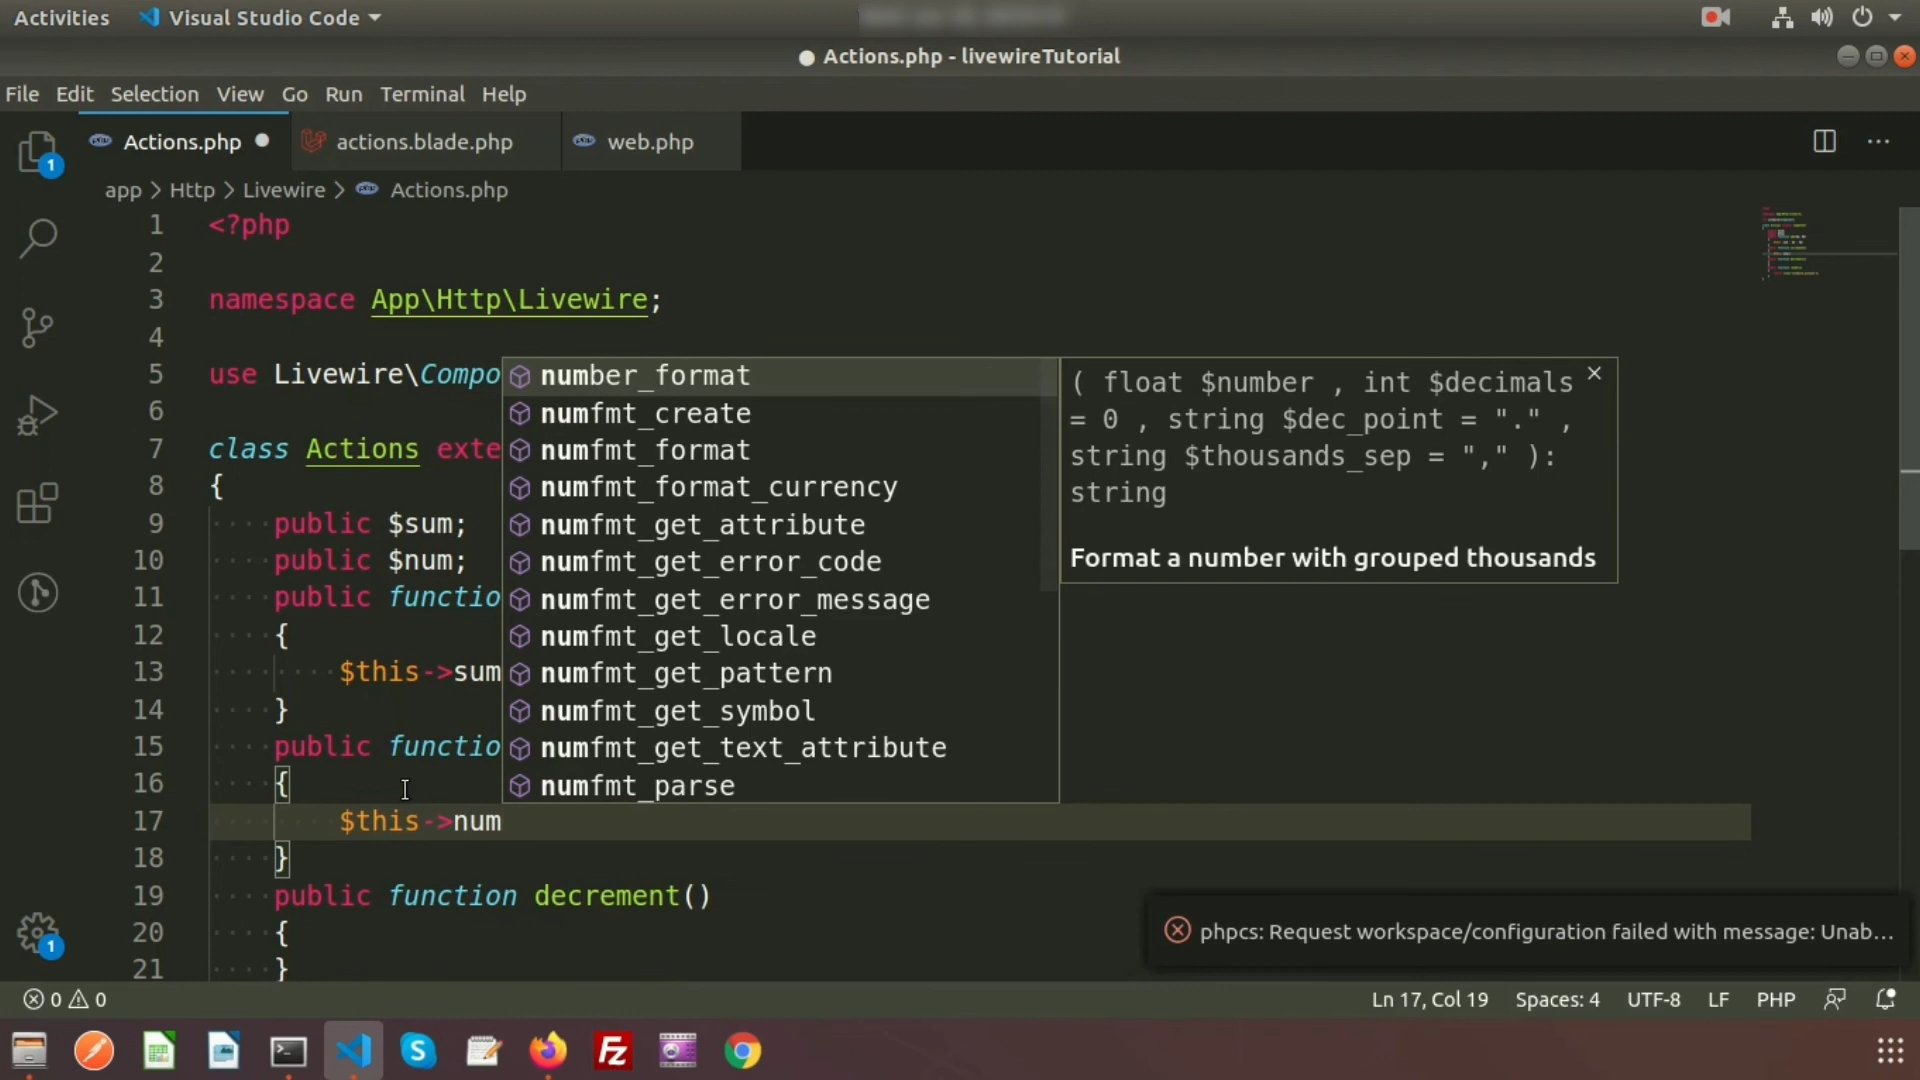 Activities Visual Studio Code
Actions.php - livewireTutorial
File Edit Selection View Go Run Terminal Help
Actions.php actions.blade.php web.php
1
app > Http > Livewire > Actions.php
1 <?php
2
3 namespace App\Http\Livewire;
4
5 use Livewire\Compo
6
7 class Actions exte
8 {
9 public $sum;
10 public $num;
11 public functio
12 {
13 $this->sum
14 }
15 public functio
16 {
17 $this->num
18 }
19 public function decrement()
20 {
21 }
number_format
numfmt_create
numfmt_format
numfmt_format_currency
numfmt_get_attribute
numfmt_get_error_code
numfmt_get_error_message
numfmt_get_locale
numfmt_get_pattern
numfmt_get_symbol
numfmt_get_text_attribute
numfmt_parse
( float $number , int $decimals
= 0 , string $dec_point = "." ,
string $thousands_sep = "," ):
string
Format a number with grouped thousands
phpcs: Request workspace/configuration failed with message: Unab...
1
0 0 Ln 17, Col 19 Spaces: 4 UTF-8 LF PHP
S Fz